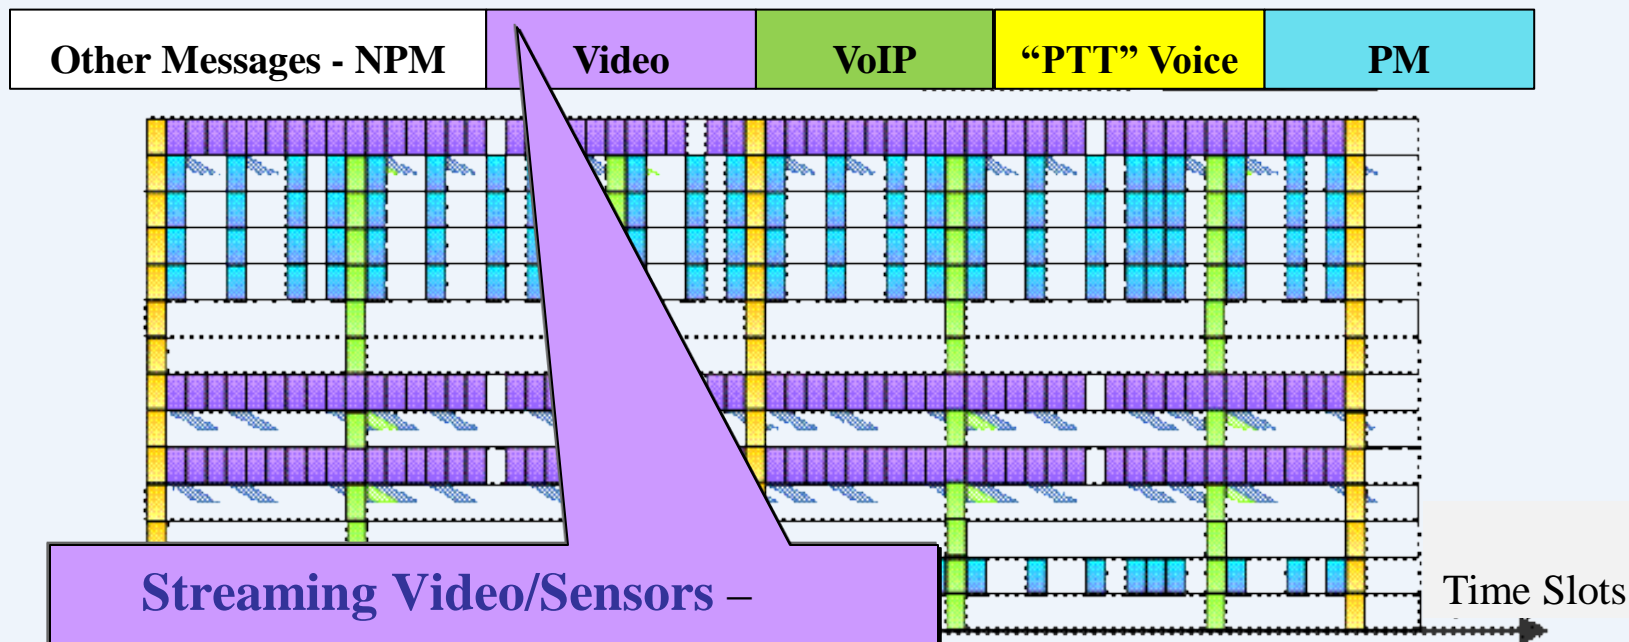 Other Messages - NPM Video VoIP “PTT” Voice PM
Streaming Video/Sensors –
Time Slots